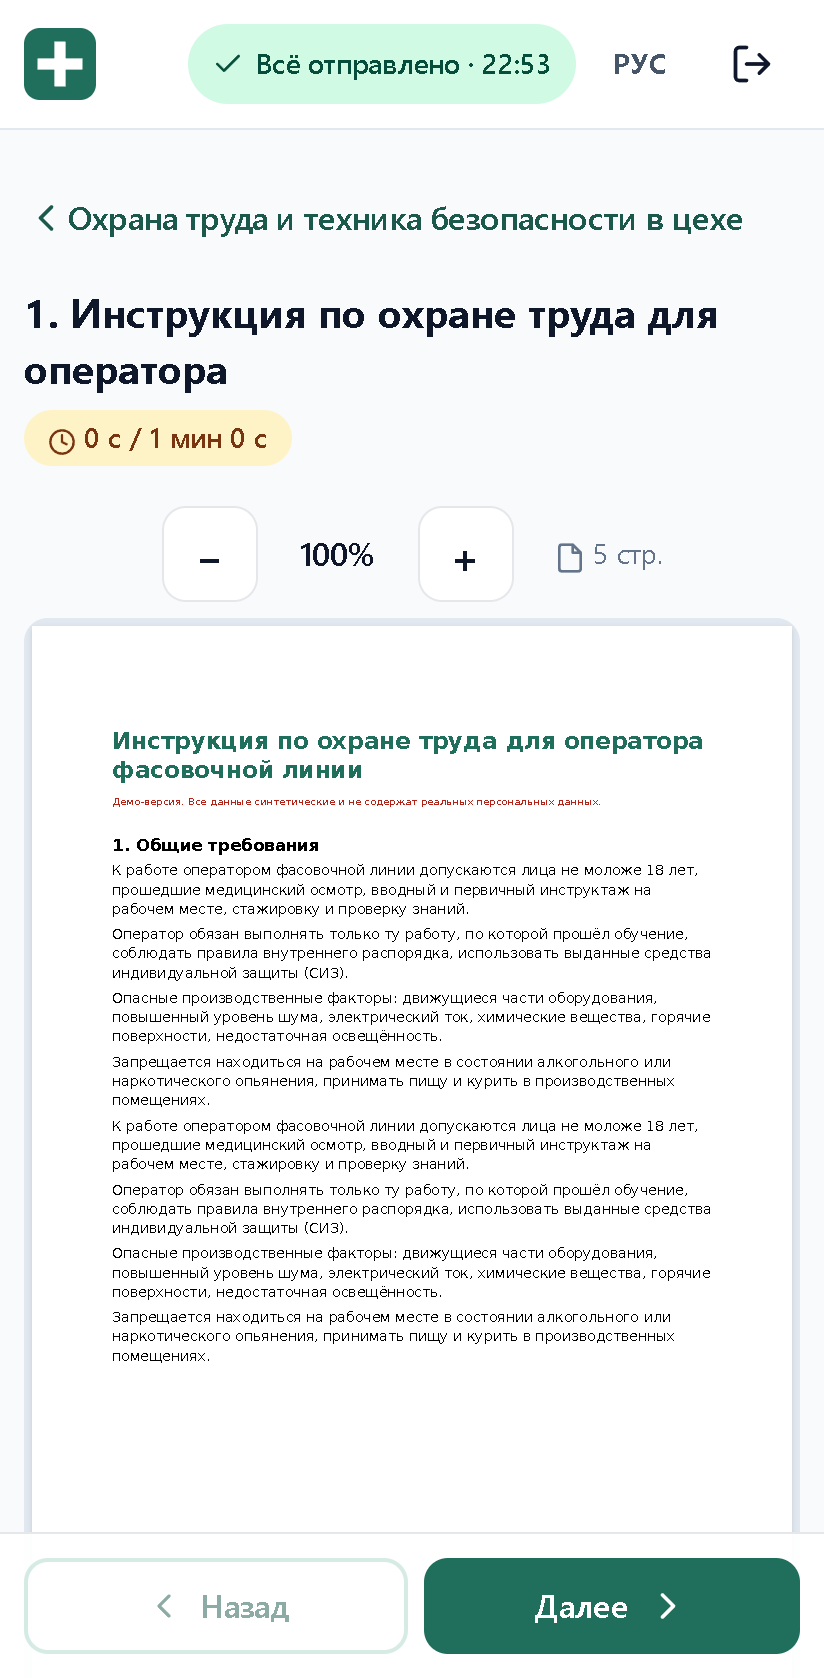 Всё отправлено · 22:53
РУС
Охрана труда и техника безопасности в цехе
1. Инструкция по охране труда для
оператора
0 с / 1 мин 0 с
– 100% + 5 стр.
Инструкция по охране труда для оператора
фасовочной линии
Демо-версия. Все данные синтетические и не содержат реальных персональных данных.
1. Общие требования
К работе оператором фасовочной линии допускаются лица не моложе 18 лет,
прошедшие медицинский осмотр, вводный и первичный инструктаж на
рабочем месте, стажировку и проверку знаний.
Оператор обязан выполнять только ту работу, по которой прошёл обучение,
соблюдать правила внутреннего распорядка, использовать выданные средства
индивидуальной защиты (СИЗ).
Опасные производственные факторы: движущиеся части оборудования,
повышенный уровень шума, электрический ток, химические вещества, горячие
поверхности, недостаточная освещённость.
Запрещается находиться на рабочем месте в состоянии алкогольного или
наркотического опьянения, принимать пищу и курить в производственных
помещениях.
К работе оператором фасовочной линии допускаются лица не моложе 18 лет,
прошедшие медицинский осмотр, вводный и первичный инструктаж на
рабочем месте, стажировку и проверку знаний.
Оператор обязан выполнять только ту работу, по которой прошёл обучение,
соблюдать правила внутреннего распорядка, использовать выданные средства
индивидуальной защиты (СИЗ).
Опасные производственные факторы: движущиеся части оборудования,
повышенный уровень шума, электрический ток, химические вещества, горячие
поверхности, недостаточная освещённость.
Запрещается находиться на рабочем месте в состоянии алкогольного или
наркотического опьянения, принимать пищу и курить в производственных
помещениях.
Назад
Далее